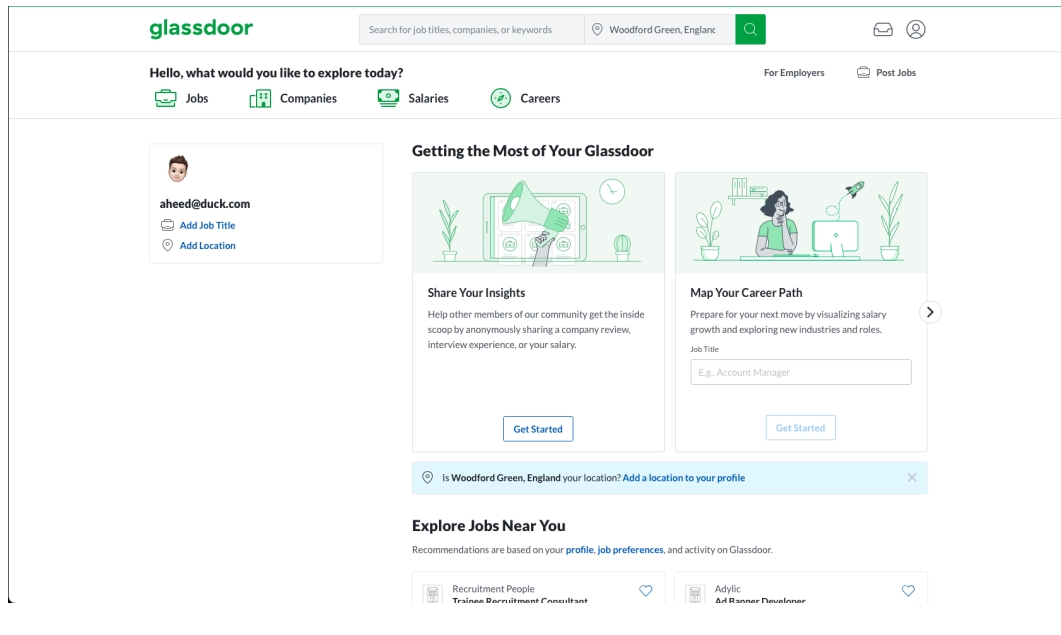 glassdoor
Search for job titles, companies, or keywords
Woodford Green, Englanc
Hello, what would you like to explore today?
For Employers
Post Jobs
Jobs
Companies
Salaries
Careers
aheed@duck.com
Add Job Title
Add Location
Getting the Most of Your Glassdoor
Share Your Insights
Help other members of our community get the inside
scoop by anonymously sharing a company review,
interview experience, or your salary.
Get Started
Map Your Career Path
Prepare for your next move by visualizing salary
growth and exploring new industries and roles.
Job Title
E.g., Account Manager
Get Started
Is Woodford Green, England your location? Add a location to your profile
Explore Jobs Near You
Recommendations are based on your profile, job preferences, and activity on Glassdoor.
Recruitment People
Trainee Recruitment Consultant
Adylic
Ad Banner Developer